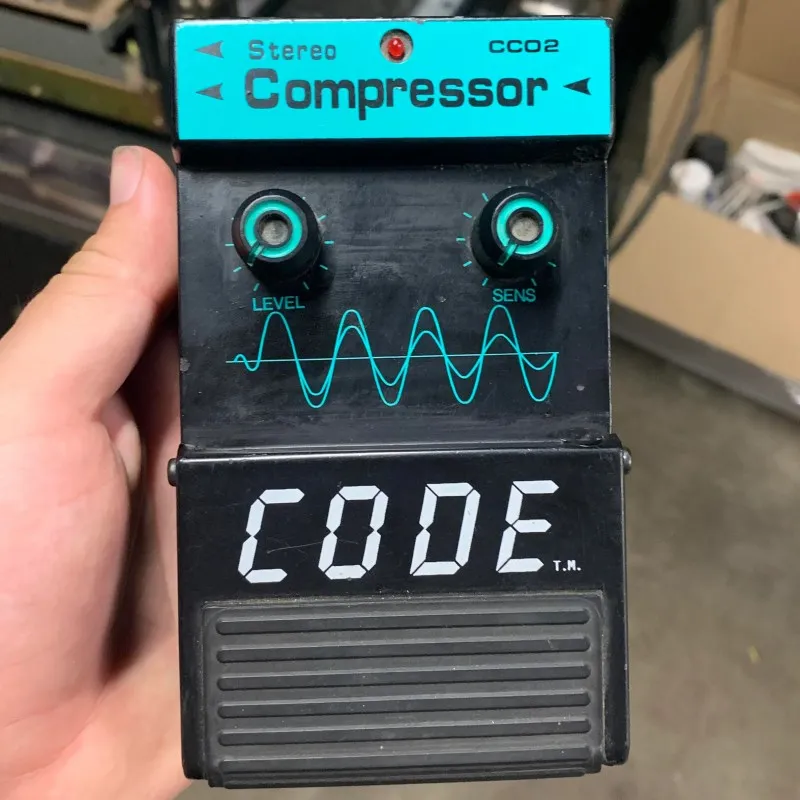 Stereo CC02
Compressor
LEVEL SENS
CODE T.M.